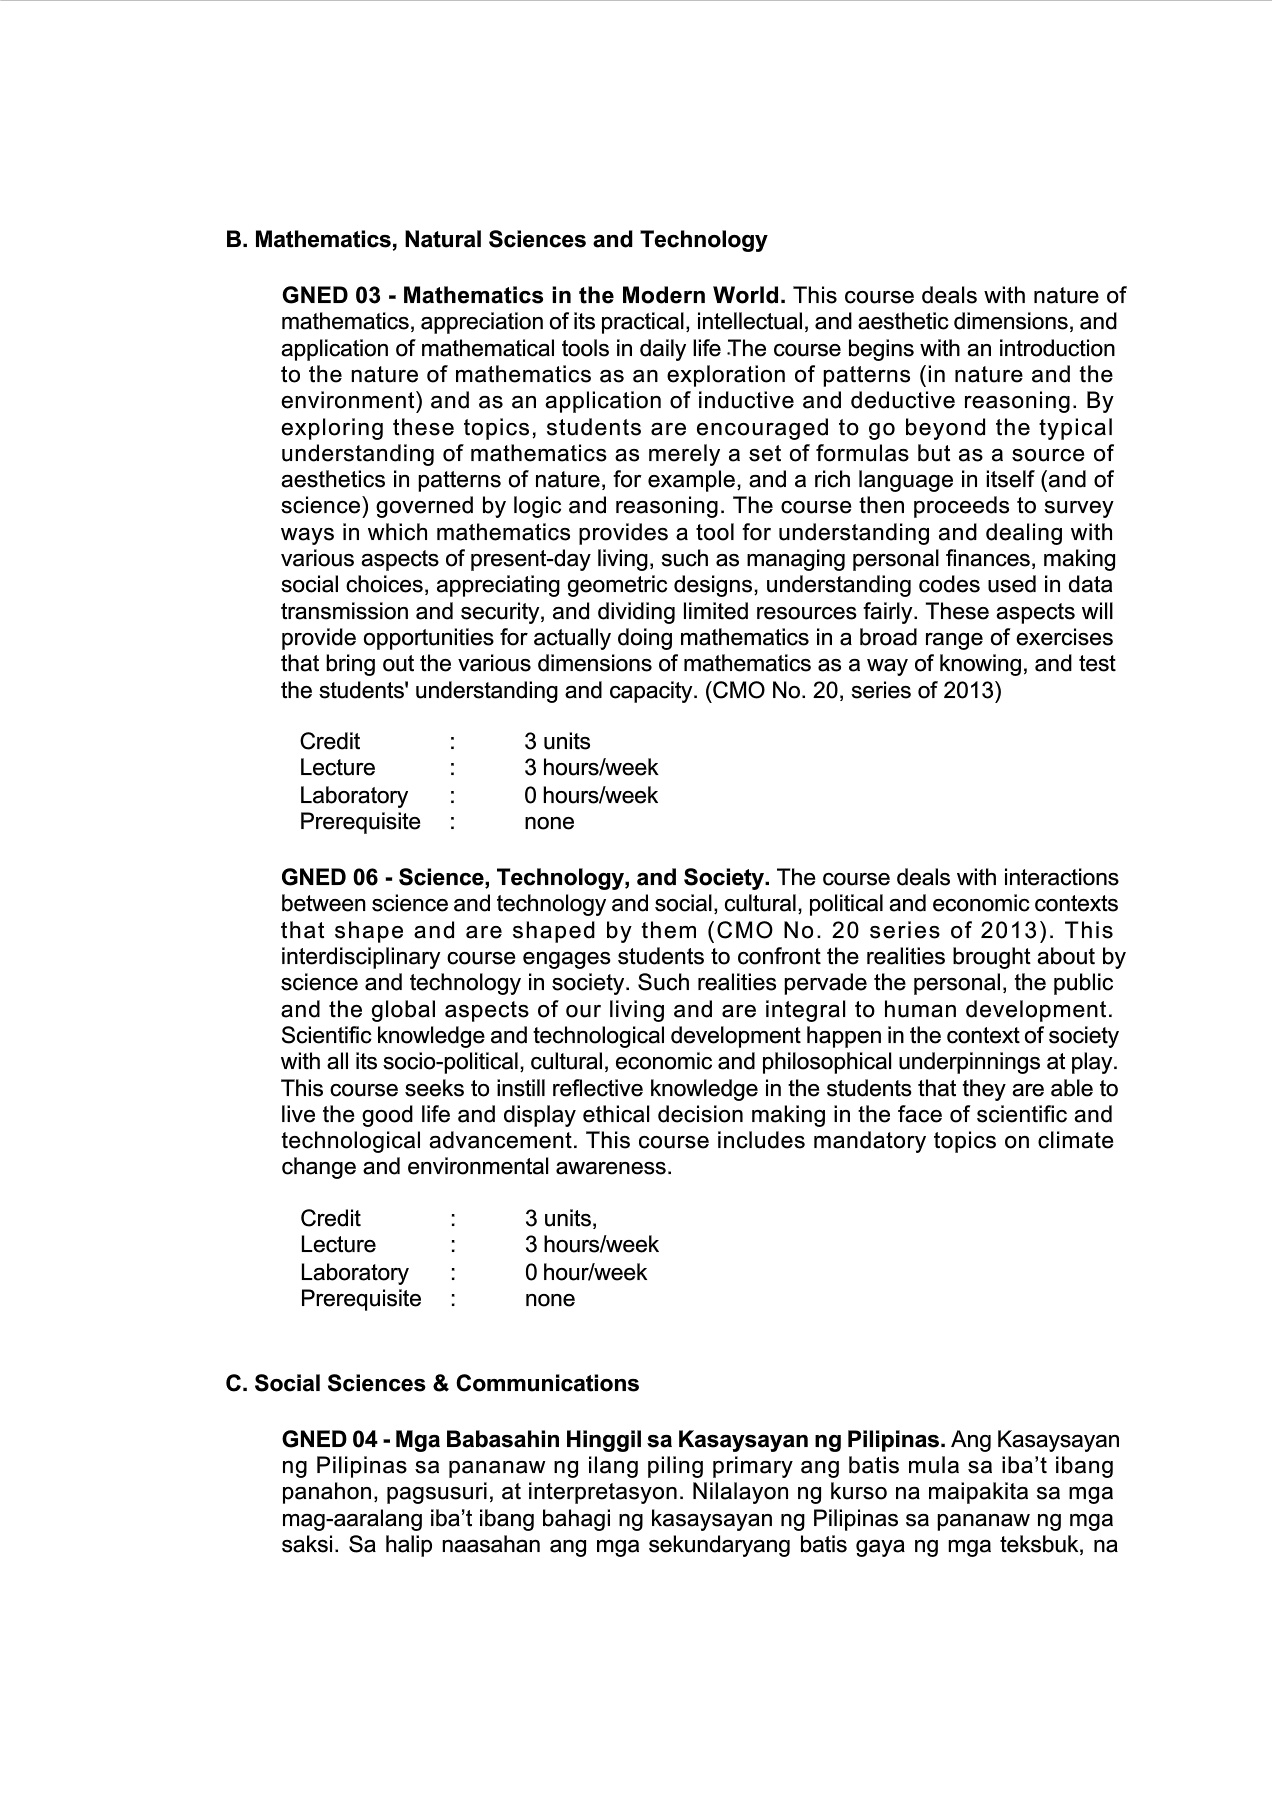 B. Mathematics, Natural Sciences and Technology
GNED 03 - Mathematics in the Modern World. This course deals with nature of
mathematics, appreciation of its practical, intellectual, and aesthetic dimensions, and
application of mathematical tools in daily life .The course begins with an introduction
to the nature of mathematics as an exploration of patterns (in nature and the
environment) and as an application of inductive and deductive reasoning. By
exploring these topics, students are encouraged to go beyond the typical
understanding of mathematics as merely a set of formulas but as a source of
aesthetics in patterns of nature, for example, and a rich language in itself (and of
science) governed by logic and reasoning. The course then proceeds to survey
ways in which mathematics provides a tool for understanding and dealing with
various aspects of present-day living, such as managing personal finances, making
social choices, appreciating geometric designs, understanding codes used in data
transmission and security, and dividing limited resources fairly. These aspects will
provide opportunities for actually doing mathematics in a broad range of exercises
that bring out the various dimensions of mathematics as a way of knowing, and test
the students' understanding and capacity. (CMO No. 20, series of 2013)
Credit : 3 units
Lecture : 3 hours/week
Laboratory : 0 hours/week
Prerequisite : none
GNED 06 - Science, Technology, and Society. The course deals with interactions
between science and technology and social, cultural, political and economic contexts
that shape and are shaped by them (CMO No. 20 series of 2013). This
interdisciplinary course engages students to confront the realities brought about by
science and technology in society. Such realities pervade the personal, the public
and the global aspects of our living and are integral to human development.
Scientific knowledge and technological development happen in the context of society
with all its socio-political, cultural, economic and philosophical underpinnings at play.
This course seeks to instill reflective knowledge in the students that they are able to
live the good life and display ethical decision making in the face of scientific and
technological advancement. This course includes mandatory topics on climate
change and environmental awareness.
Credit : 3 units,
Lecture : 3 hours/week
Laboratory : 0 hour/week
Prerequisite : none
C. Social Sciences & Communications
GNED 04 - Mga Babasahin Hinggil sa Kasaysayan ng Pilipinas. Ang Kasaysayan
ng Pilipinas sa pananaw ng ilang piling primary ang batis mula sa iba’t ibang
panahon, pagsusuri, at interpretasyon. Nilalayon ng kurso na maipakita sa mga
mag-aaralang iba’t ibang bahagi ng kasaysayan ng Pilipinas sa pananaw ng mga
saksi. Sa halip naasahan ang mga sekundaryang batis gaya ng mga teksbuk, na